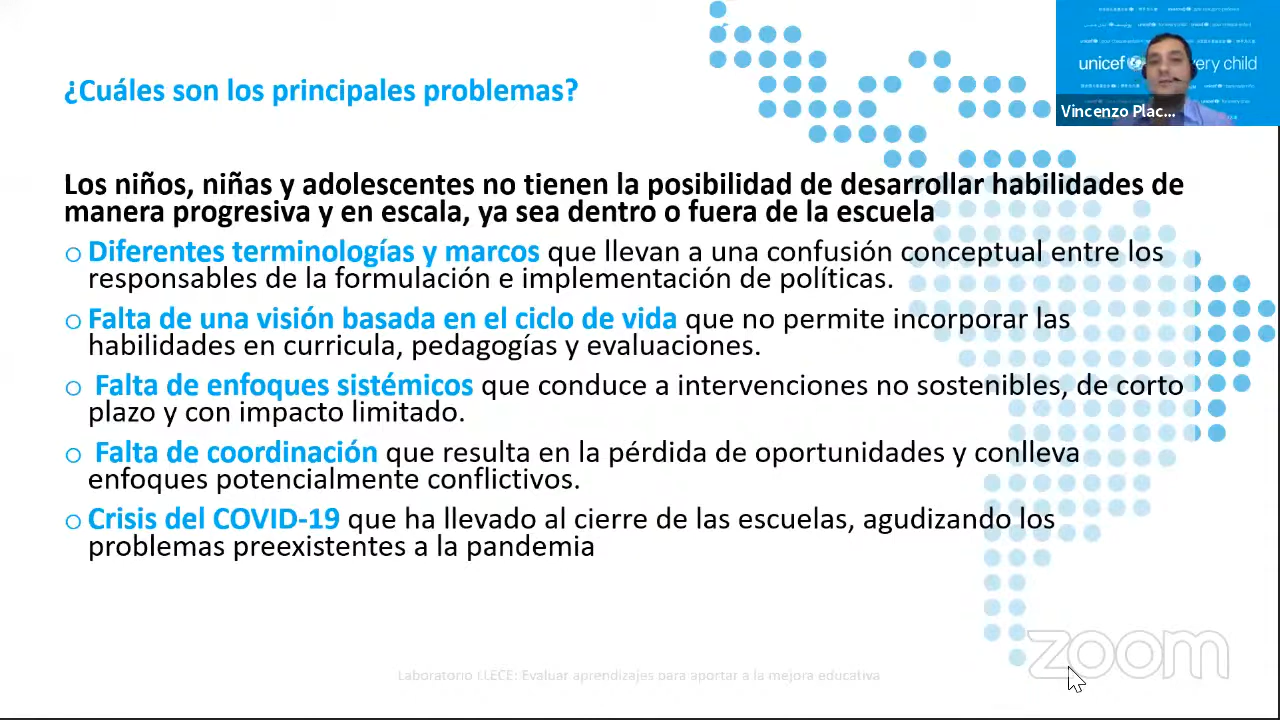 ¿Cuáles son los principales problemas?
unicef
every child
Vincenzo Plac...
Los niños, niñas y adolescentes no tienen la posibilidad de desarrollar habilidades de
manera progresiva y en escala, ya sea dentro o fuera de la escuela
o Diferentes terminologías y marcos que llevan a una confusión conceptual entre los
responsables de la formulación e implementación de políticas.
o Falta de una visión basada en el ciclo de vida que no permite incorporar las
habilidades en curricula, pedagogías y evaluaciones.
o Falta de enfoques sistémicos que conduce a intervenciones no sostenibles, de corto
plazo y con impacto limitado.
o Falta de coordinación que resulta en la pérdida de oportunidades y conlleva
enfoques potencialmente conflictivos.
o Crisis del COVID-19 que ha llevado al cierre de las escuelas, agudizando los
problemas preexistentes a la pandemia
zoom
Laboratorio LLECE: Evaluar aprendizajes para aportar a la mejora educativa